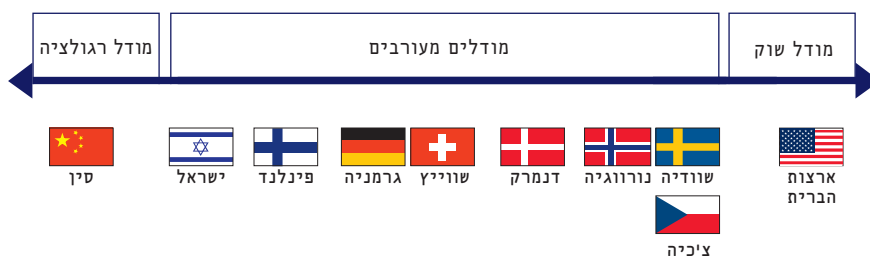 מודל שוק
מודלים מעורבים
מודל רגולציה
ארצות
הברית
שוודיה
נורווגיה
דנמרק
שווייץ
גרמניה
פינלנד
ישראל
סין
צ'כיה